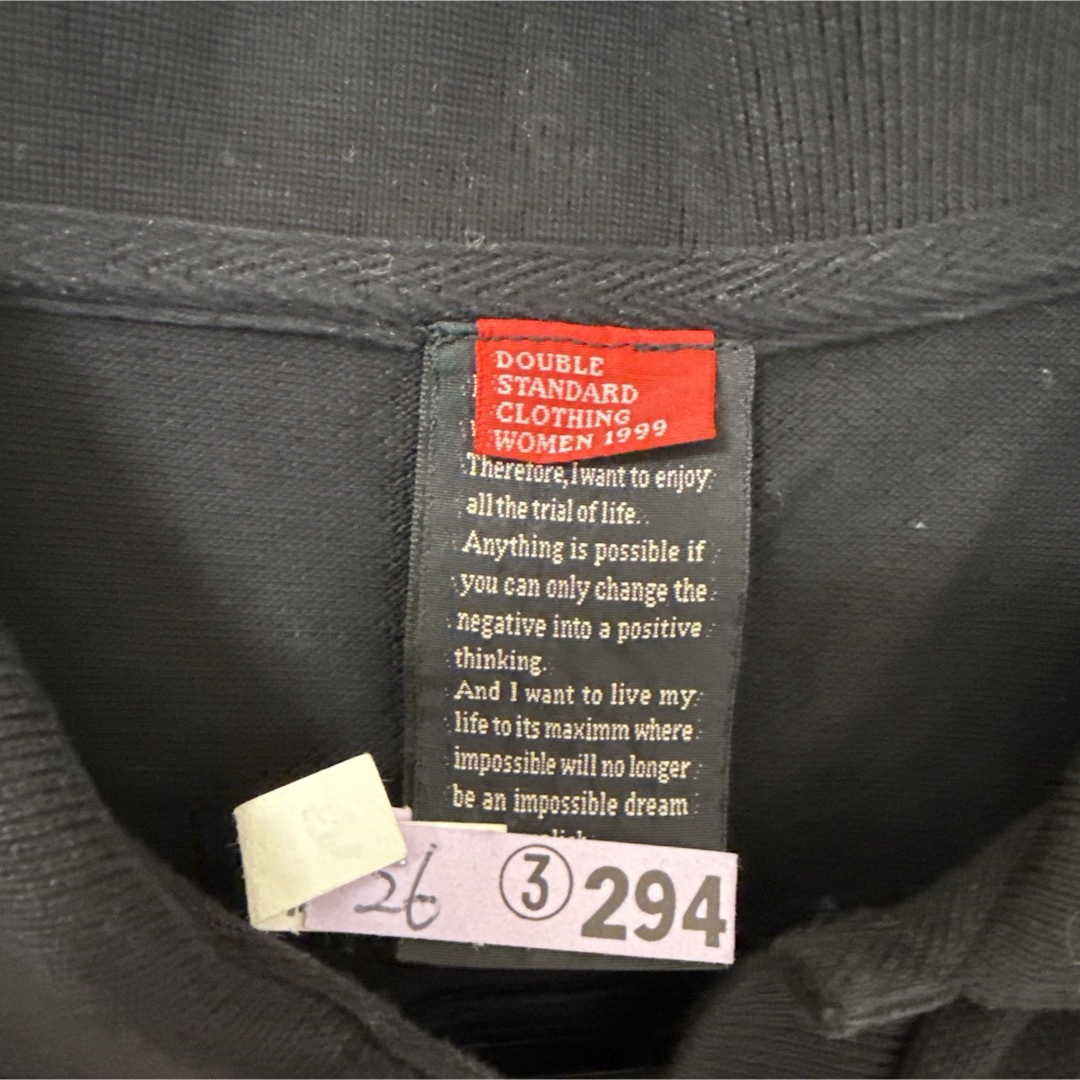 DOUBLE
STANDARD
CLOTHING
WOMEN 1999
Therefore, I want to enjoy
all the trial of life.
Anything is possible if
you can only change the
negative into a positive
thinking.
And I want to live my
life to its maximm where
impossible will no longer
be an impossible dream
26 ③ 294